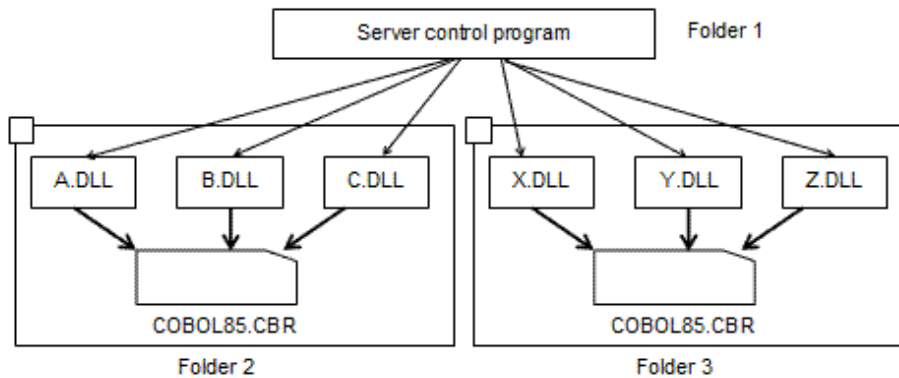 Server control program
Folder 1
A.DLL
B.DLL
C.DLL
X.DLL
Y.DLL
Z.DLL
COBOL85.CBR
COBOL85.CBR
Folder 2
Folder 3